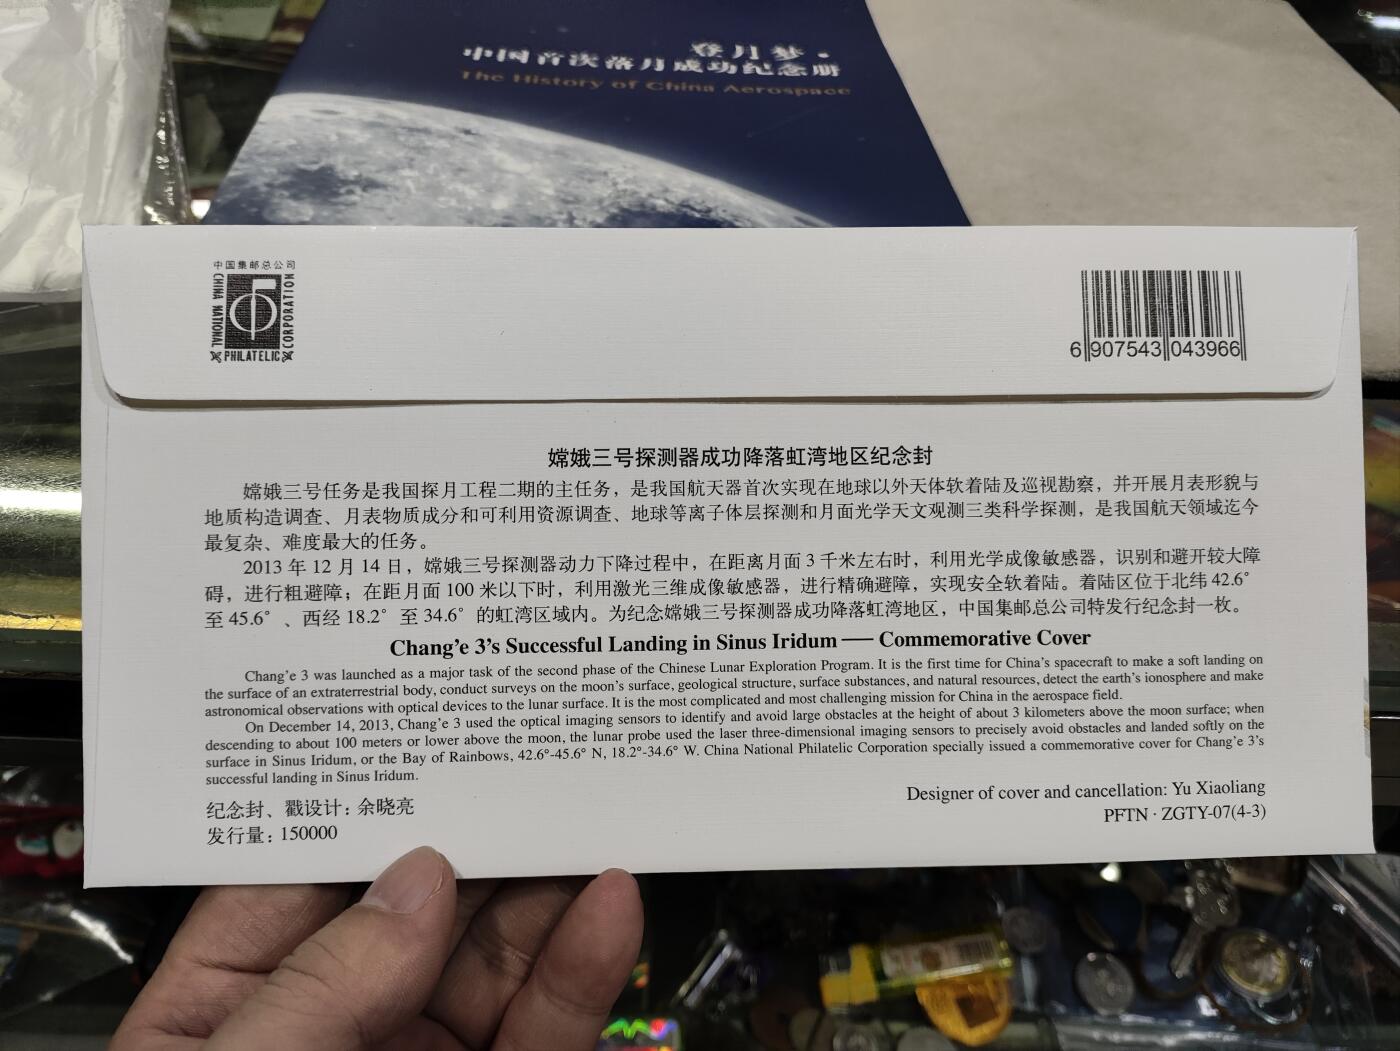 登月梦·
中国首次落月成功纪念册
The History of China Aerospace
中国集邮总公司
CHINA NATIONAL
PHILATELIC
CORPORATION
6 907543 043966
嫦娥三号探测器成功降落虹湾地区纪念封
嫦娥三号任务是我国探月工程二期的主任务，是我国航天器首次实现在地球以外天体软着陆及巡视勘察，并开展月表形貌与
地质构造调查、月表物质成分和可利用资源调查、地球等离子体层探测和月面光学天文观测三类科学探测，是我国航天领域迄今
最复杂、难度最大的任务。
2013 年 12 月 14 日，嫦娥三号探测器动力下降过程中，在距离月面 3 千米左右时，利用光学成像敏感器，识别和避开较大障
碍，进行粗避障；在距月面 100 米以下时，利用激光三维成像敏感器，进行精确避障，实现安全软着陆。着陆区位于北纬 42.6°
至 45.6° 、西经 18.2° 至 34.6° 的虹湾区域内。为纪念嫦娥三号探测器成功降落虹湾地区，中国集邮总公司特发行纪念封一枚。
Chang'e 3's Successful Landing in Sinus Iridum —— Commemorative Cover
Chang'e 3 was launched as a major task of the second phase of the Chinese Lunar Exploration Program. It is the first time for China's spacecraft to make a soft landing on
the surface of an extraterrestrial body, conduct surveys on the moon's surface, geological structure, surface substances, and natural resources, detect the earth's ionosphere and make
astronomical observations with optical devices to the lunar surface. It is the most complicated and most challenging mission for China in the aerospace field.
On December 14, 2013, Chang'e 3 used the optical imaging sensors to identify and avoid large obstacles at the height of about 3 kilometers above the moon surface; when
descending to about 100 meters or lower above the moon, the lunar probe used the laser three-dimensional imaging sensors to precisely avoid obstacles and landed softly on the
surface in Sinus Iridum, or the Bay of Rainbows, 42.6°-45.6° N, 18.2°-34.6° W. China National Philatelic Corporation specially issued a commemorative cover for Chang'e 3's
successful landing in Sinus Iridum.
纪念封、戳设计：余晓亮
发行量：150000
Designer of cover and cancellation: Yu Xiaoliang
PFTN · ZGTY-07(4-3)